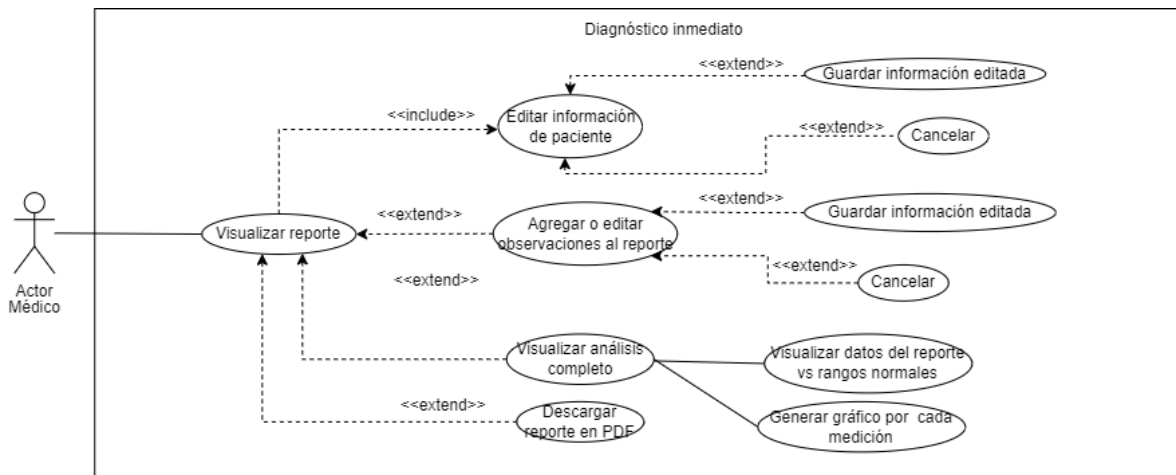 Diagnóstico inmediato
<<extend>>
Guardar información editada
<<include>>
Editar información
de paciente
<<extend>>
Cancelar
Actor
Médico
Visualizar reporte
<<extend>>
Agregar o editar
observaciones al reporte
<<extend>>
Guardar información editada
<<extend>>
Cancelar
<<extend>>
Visualizar análisis
completo
Visualizar datos del reporte
vs rangos normales
<<extend>>
Descargar
reporte en PDF
Generar gráfico por cada
medición